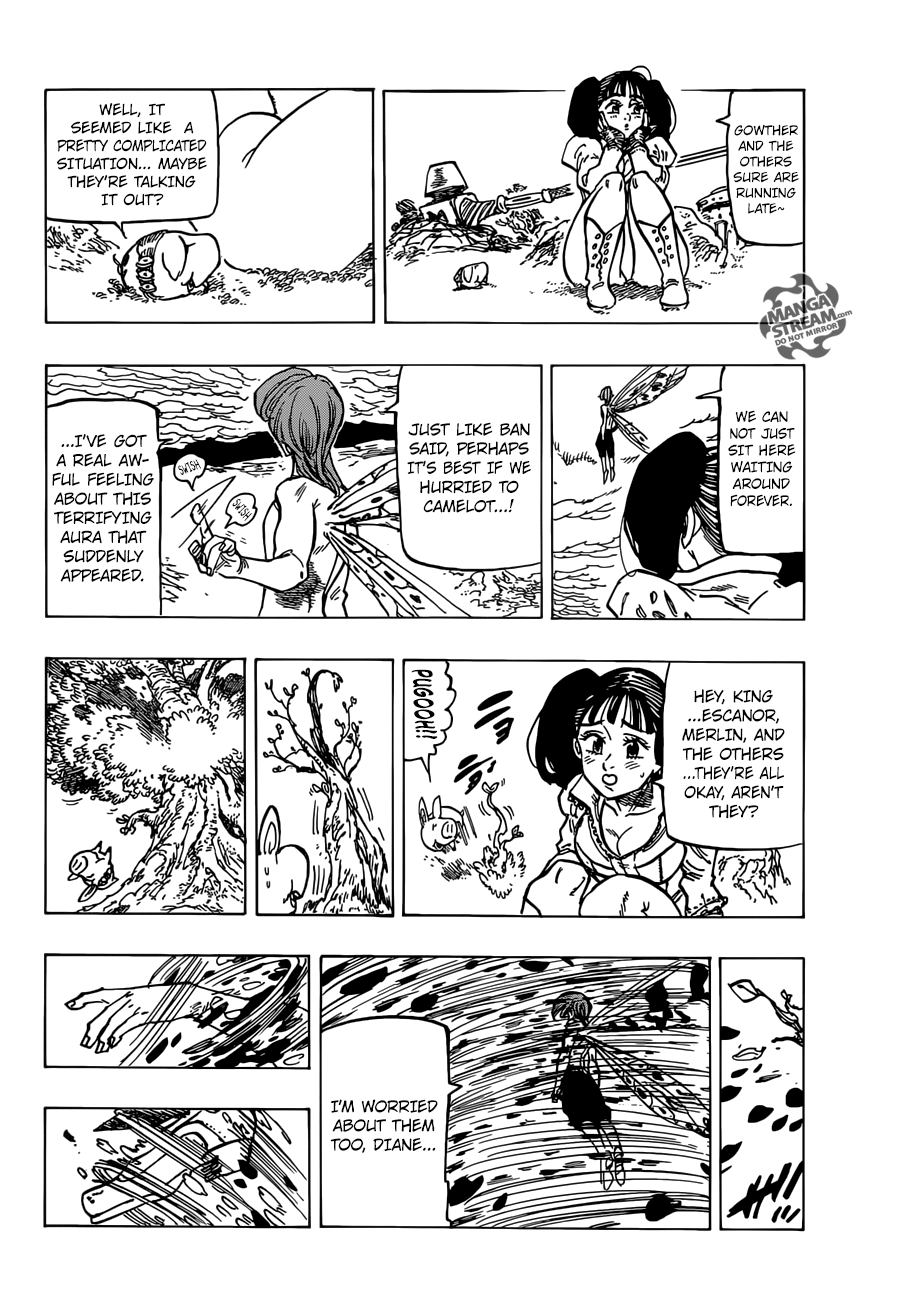 GOWTHER
AND THE
OTHERS
SURE ARE
RUNNING
LATE~
WELL, IT
SEEMED LIKE A
PRETTY COMPLICATED
SITUATION... MAYBE
THEY'RE TALKING
IT OUT?
MANGA
STREAM.com
DO NOT MIRROR
WE CAN
NOT JUST
SIT HERE
WAITING
AROUND
FOREVER.
JUST LIKE BAN
SAID, PERHAPS
IT'S BEST IF WE
HURRIED TO
CAMELOT...!
SWISH
SWISH
...I'VE GOT
A REAL AW-
FUL FEELING
ABOUT THIS
TERRIFYING
AURA THAT
SUDDENLY
APPEARED.
HEY, KING
...ESCANOR,
MERLIN, AND
THE OTHERS
...THEY'RE ALL
OKAY, AREN'T
THEY?
PUGOOH!!
I'M WORRIED
ABOUT THEM
TOO, DIANE...